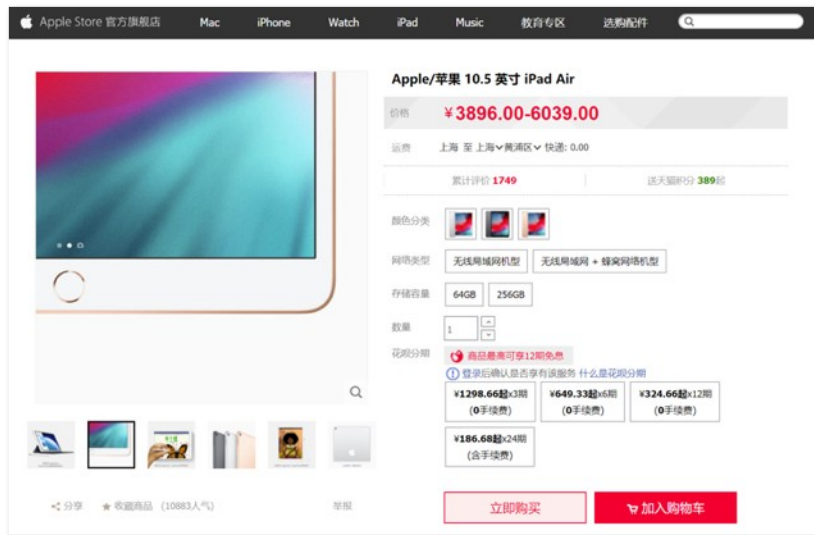 Apple Store 官方旗舰店 Mac iPhone Watch iPad Music 教育专区 选购配件
Apple/苹果 10.5 英寸 iPad Air
价格 ¥3896.00-6039.00
运费 上海 至 上海 黄浦区 快递: 0.00
累计评价 1749 送天猫积分 389起
颜色分类
网络类型 无线局域网机型 无线局域网 + 蜂窝网络机型
存储容量 64GB 256GB
数量 1
花呗分期 商品最高可享12期免息
登录后确认是否享有该服务 什么是花呗分期
¥1298.66起x3期 ¥649.33起x6期 ¥324.66起x12期
(0手续费) (0手续费) (0手续费)
¥186.68起x24期
(含手续费)
分享 收藏商品 (10883人气) 举报
立即购买 加入购物车